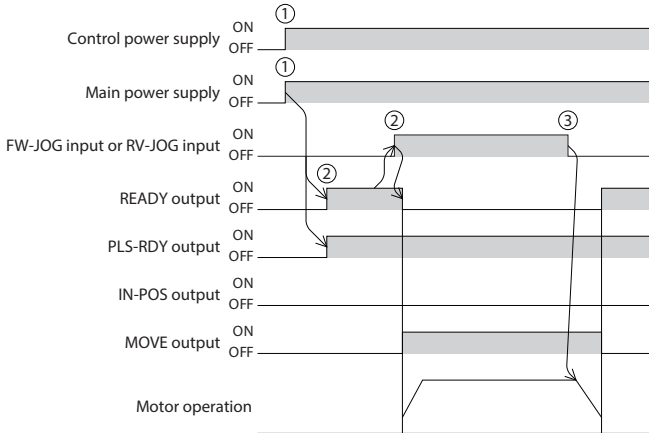 ①
Control power supply ON
OFF
①
Main power supply ON
OFF
② ③
FW-JOG input or RV-JOG input ON
OFF
②
READY output ON
OFF
PLS-RDY output ON
OFF
IN-POS output ON
OFF
MOVE output ON
OFF
Motor operation